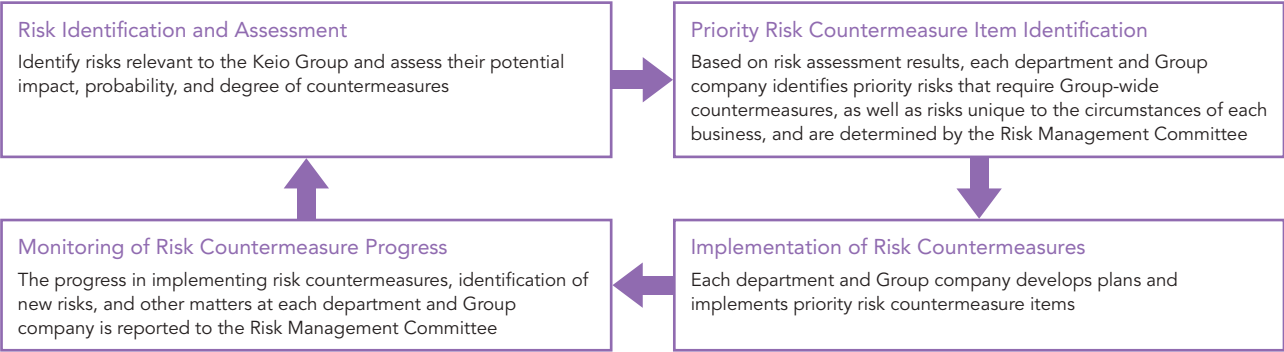 Risk Identification and Assessment
Identify risks relevant to the Keio Group and assess their potential
impact, probability, and degree of countermeasures
Priority Risk Countermeasure Item Identification
Based on risk assessment results, each department and Group
company identifies priority risks that require Group-wide
countermeasures, as well as risks unique to the circumstances of each
business, and are determined by the Risk Management Committee
Monitoring of Risk Countermeasure Progress
The progress in implementing risk countermeasures, identification of
new risks, and other matters at each department and Group
company is reported to the Risk Management Committee
Implementation of Risk Countermeasures
Each department and Group company develops plans and
implements priority risk countermeasure items